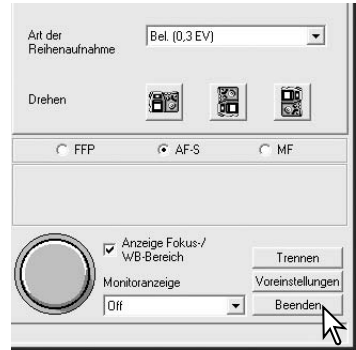 Art der
Reihenaufnahme
Bel. (0,3 EV)
Drehen
FFP
AF-S
MF
Anzeige Fokus-/
WB-Bereich
Trennen
Monitoranzeige
Voreinstellungen
Off
Beenden